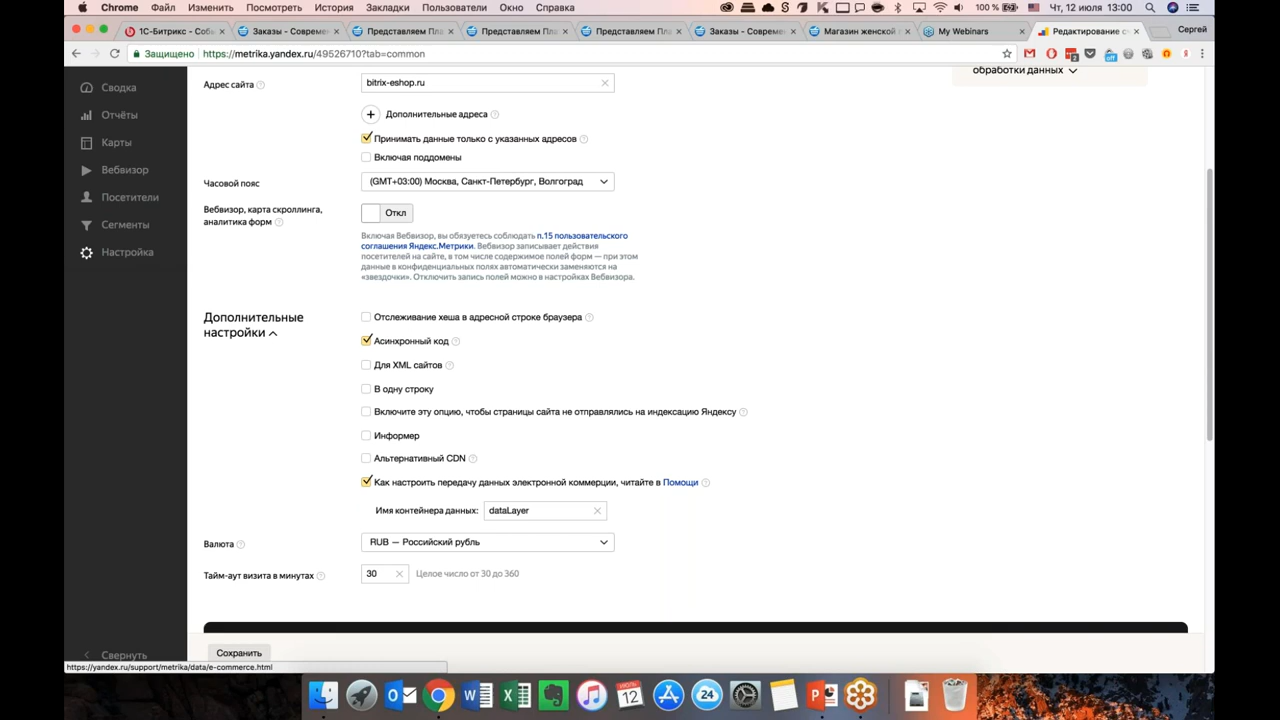 Chrome Файл Изменить Посмотреть История Закладки Пользователи Окно Справка 100 % Чт, 12 июля 13:00
1С-Битрикс - Собы Заказы - Современ Представляем Пла Представляем Пла Представляем Пла Заказы - Современ Магазин женской м My Webinars Редактирование сч Сергей
Защищено https://metrika.yandex.ru/49526710?tab=common
обработки данных
Сводка
Отчёты
Карты
Вебвизор
Посетители
Сегменты
Настройка
Свернуть
Адрес сайта bitrix-eshop.ru
Дополнительные адреса
Принимать данные только с указанных адресов
Включая поддомены
Часовой пояс (GMT+03:00) Москва, Санкт-Петербург, Волгоград
Вебвизор, карта скроллинга,
аналитика форм
Откл
Включая Вебвизор, вы обязуетесь соблюдать п.15 пользовательского
соглашения Яндекс.Метрики. Вебвизор записывает действия
посетителей на сайте, в том числе содержимое полей форм — при этом
данные в конфиденциальных полях автоматически заменяются на
«звездочки». Отключить запись полей можно в настройках Вебвизора.
Дополнительные
настройки
Отслеживание хеша в адресной строке браузера
Асинхронный код
Для XML сайтов
В одну строку
Включите эту опцию, чтобы страницы сайта не отправлялись на индексацию Яндексу
Информер
Альтернативный CDN
Как настроить передачу данных электронной коммерции, читайте в Помощи
Имя контейнера данных: dataLayer
Валюта RUB — Российский рубль
Тайм-аут визита в минутах 30 Целое число от 30 до 360
Сохранить
https://yandex.ru/support/metrika/data/e-commerce.html
12
24